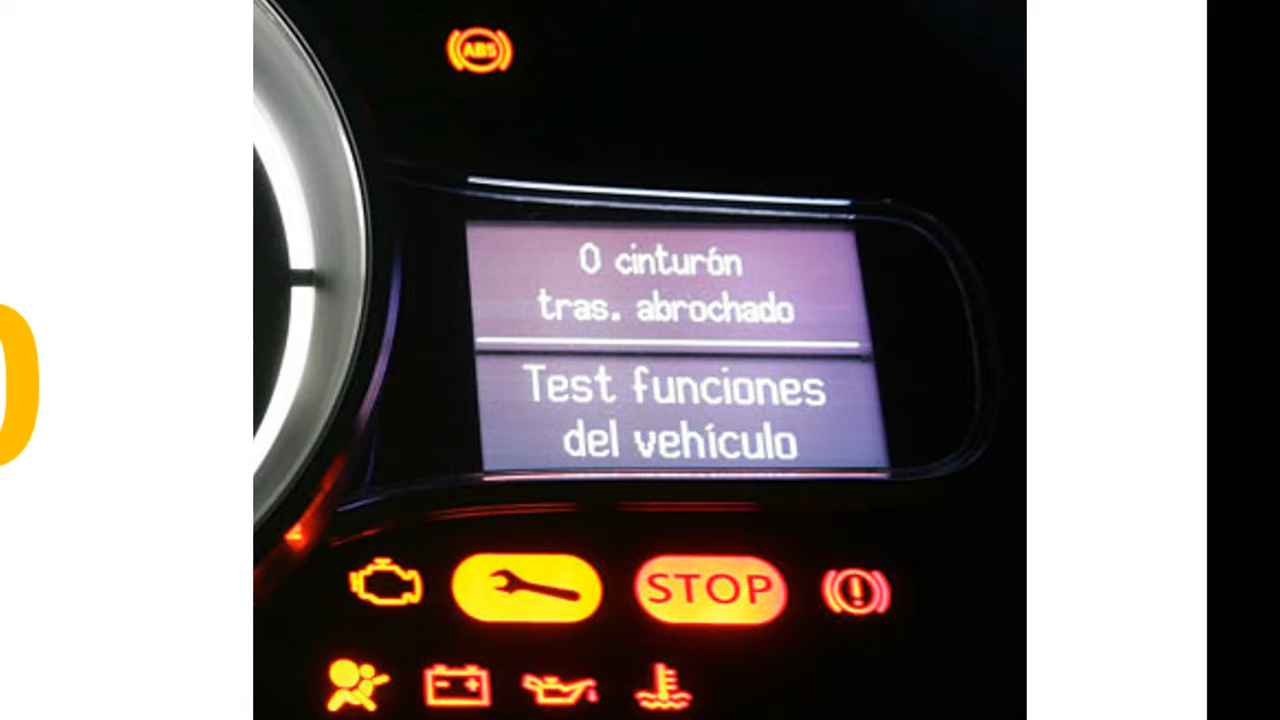 ABS
0 cinturón
tras. abrochado
Test funciones
del vehículo
STOP